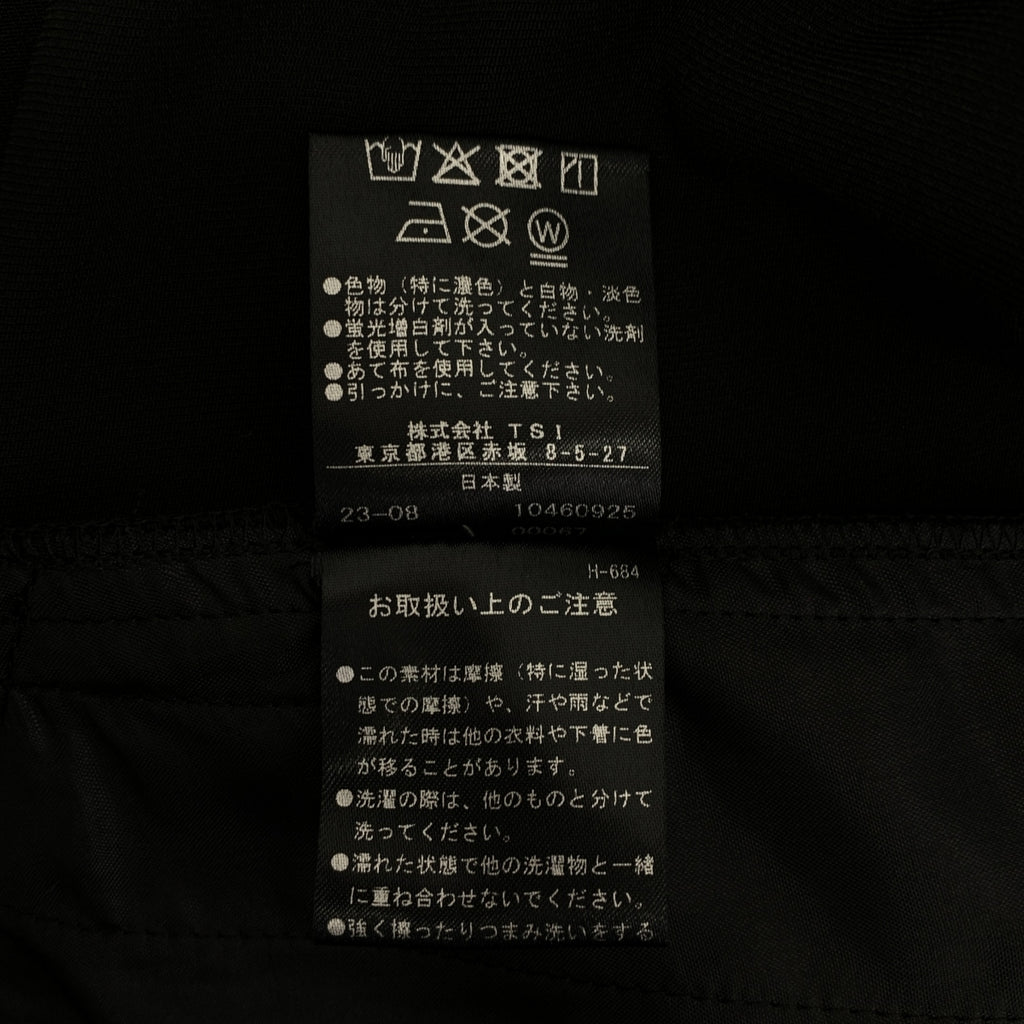 W
●色物（特に濃色）と白物・淡色
物は分けて洗ってください。
●蛍光増白剤が入っていない洗剤
を使用して下さい。
●あて布を使用してください。
●引っかけに、ご注意下さい。
株式会社 TSI
東京都港区赤坂 8-5-27
日本製
23-08 10460925
00067
H-684
お取扱い上のご注意
●この素材は摩擦（特に湿った状
態での摩擦）や、汗や雨などで
濡れた時は他の衣料や下着に色
が移ることがあります。
●洗濯の際は、他のものと分けて
洗ってください。
●濡れた状態で他の洗濯物と一緒
に重ね合わせないでください。
●強く擦ったりつまみ洗いをする